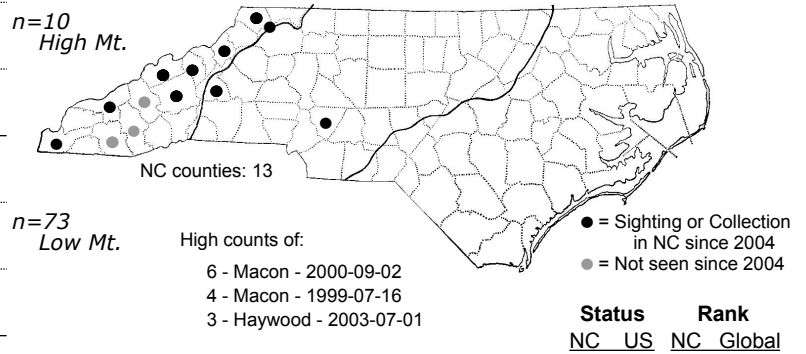 n=10
High Mt.
NC counties: 13
n=73
Low Mt.
High counts of:
6 - Macon - 2000-09-02
4 - Macon - 1999-07-16
3 - Haywood - 2003-07-01
= Sighting or Collection
in NC since 2004
= Not seen since 2004
Status Rank
NC US NC Global